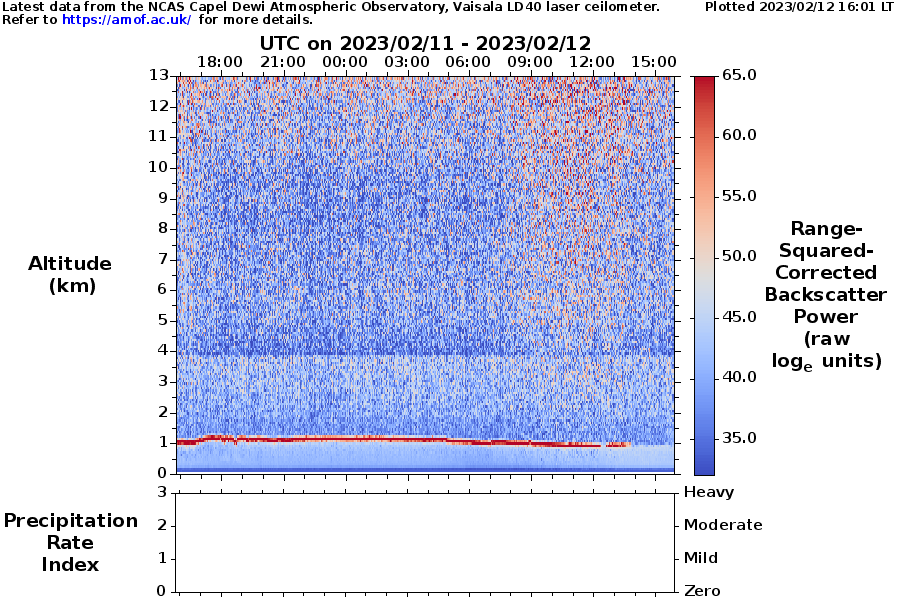 Latest data from the NCAS Capel Dewi Atmospheric Observatory, Vaisala LD40 laser ceilometer.
Plotted 2023/02/12 16:01 LT
Refer to https://amof.ac.uk/ for more details.
UTC on 2023/02/11 - 2023/02/12
18:00 21:00 00:00 03:00 06:00 09:00 12:00 15:00
13
12
11
10
9
8
7
6
5
4
3
2
1
0
Altitude
(km)
65.0
60.0
55.0
50.0
45.0
40.0
35.0
Range-
Squared-
Corrected
Backscatter
Power
(raw
logₑ units)
3
2
1
0
Precipitation
Rate
Index
Heavy
Moderate
Mild
Zero